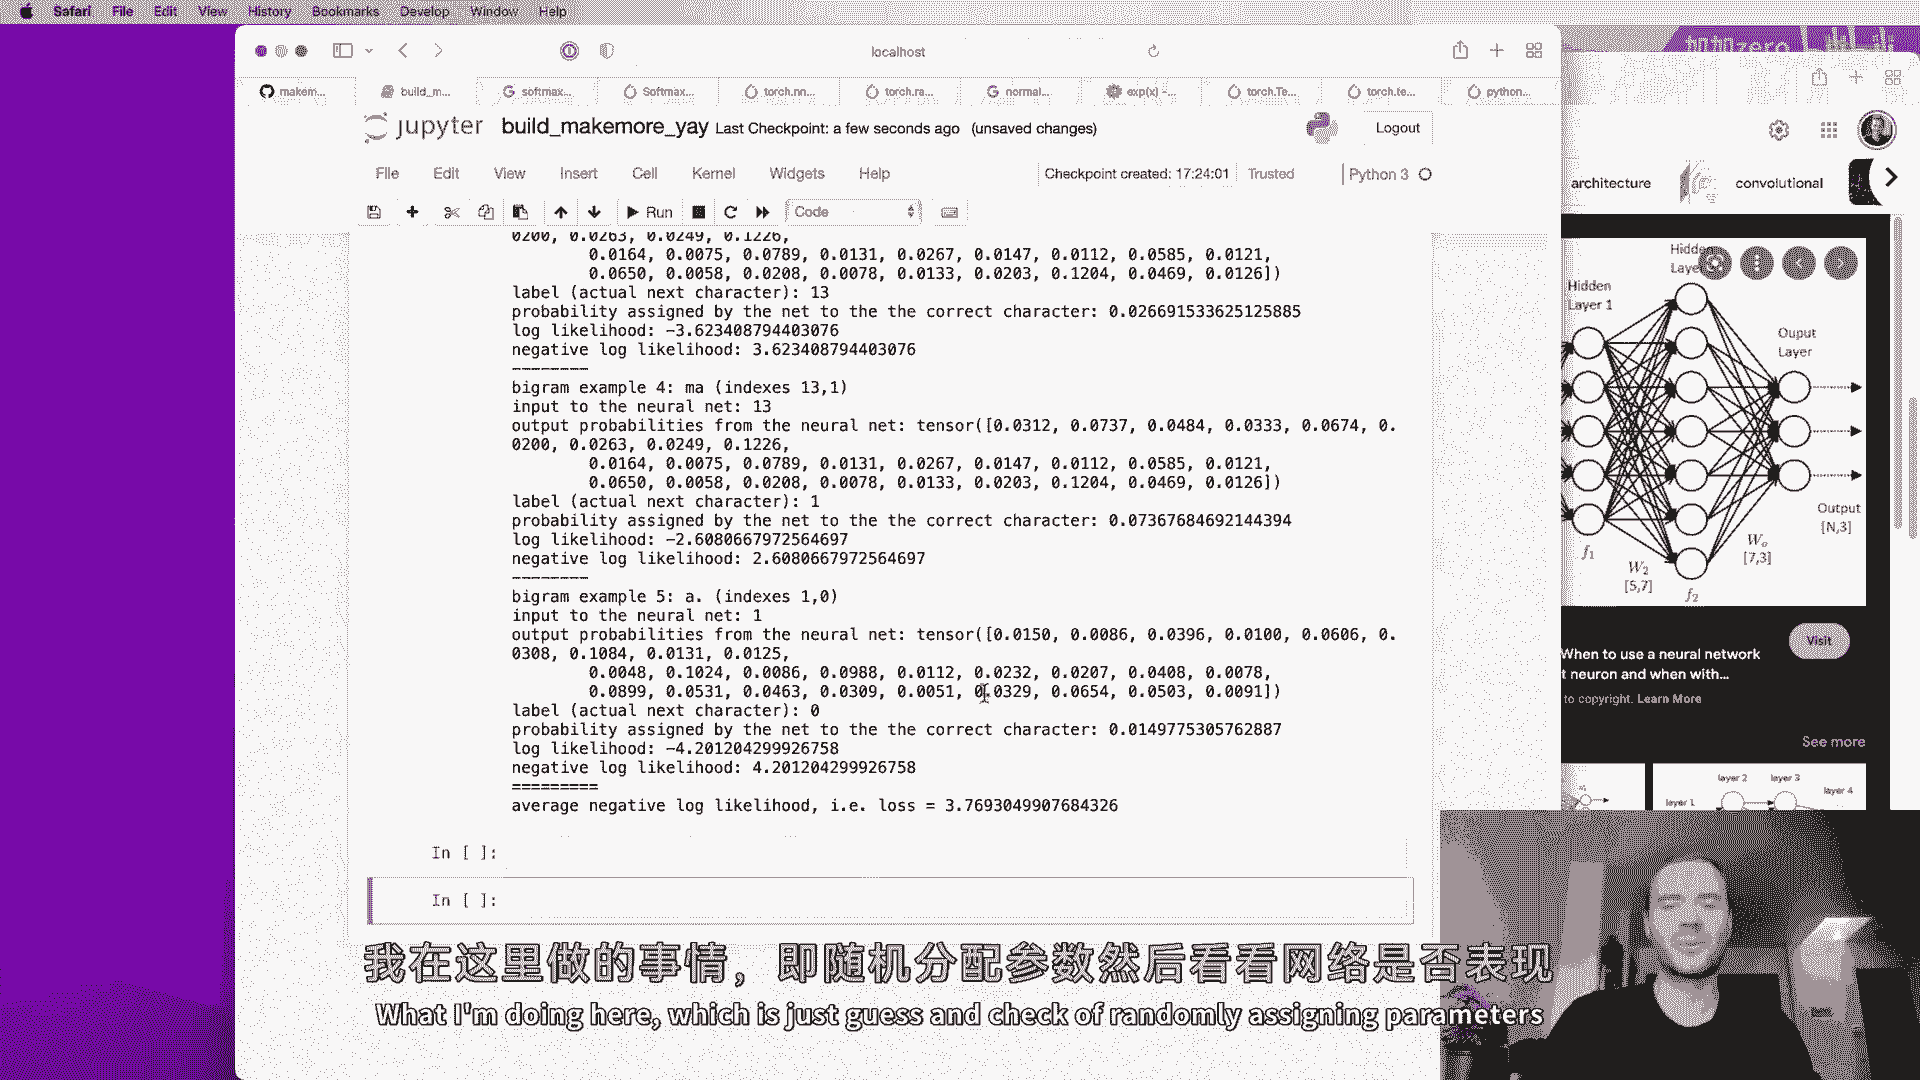 Safari File Edit View History Bookmarks Develop Window Help
localhost
makem... build_m... softmax... Softmax... torch.nn... torch.ra... normal... exp(x) -... torch.Te... torch.te... python...
jupyter build_makemore_yay Last Checkpoint: a few seconds ago (unsaved changes)
Logout
File Edit View Insert Cell Kernel Widgets Help
Checkpoint created: 17:24:01 Trusted Python 3
Run Code
0200, 0.0263, 0.0249, 0.1226,
0.0164, 0.0075, 0.0789, 0.0131, 0.0267, 0.0147, 0.0112, 0.0585, 0.0121,
0.0650, 0.0058, 0.0208, 0.0078, 0.0133, 0.0203, 0.1204, 0.0469, 0.0126])
label (actual next character): 13
probability assigned by the net to the the correct character: 0.026691533625125885
log likelihood: -3.623408794403076
negative log likelihood: 3.623408794403076
--------
bigram example 4: ma (indexes 13,1)
input to the neural net: 13
output probabilities from the neural net: tensor([0.0312, 0.0737, 0.0484, 0.0333, 0.0674, 0.
0200, 0.0263, 0.0249, 0.1226,
0.0164, 0.0075, 0.0789, 0.0131, 0.0267, 0.0147, 0.0112, 0.0585, 0.0121,
0.0650, 0.0058, 0.0208, 0.0078, 0.0133, 0.0203, 0.1204, 0.0469, 0.0126])
label (actual next character): 1
probability assigned by the net to the the correct character: 0.07367684692144394
log likelihood: -2.6080667972564697
negative log likelihood: 2.6080667972564697
--------
bigram example 5: a. (indexes 1,0)
input to the neural net: 1
output probabilities from the neural net: tensor([0.0150, 0.0086, 0.0396, 0.0100, 0.0606, 0.
0308, 0.1084, 0.0131, 0.0125,
0.0048, 0.1024, 0.0086, 0.0988, 0.0112, 0.0232, 0.0207, 0.0408, 0.0078,
0.0899, 0.0531, 0.0463, 0.0309, 0.0051, 0.0329, 0.0654, 0.0503, 0.0091])
label (actual next character): 0
probability assigned by the net to the the correct character: 0.0149775305762887
log likelihood: -4.201204299926758
negative log likelihood: 4.201204299926758
=========
average negative log likelihood, i.e. loss = 3.7693049907684326
In [ ]:
In [ ]:
architecture convolutional
Hidden
Layer 1
Ouput
Layer
Output
[N,3]
f1
W2
[5,7]
f2
Wo
[7,3]
Visit
When to use a neural network
t neuron and when with...
to copyright. Learn More
See more
layer 1
layer 2 layer 3
layer 4
我在这里做的事情，即随机分配参数然后看看网络是否表现
What I'm doing here, which is just guess and check of randomly assigning parameters